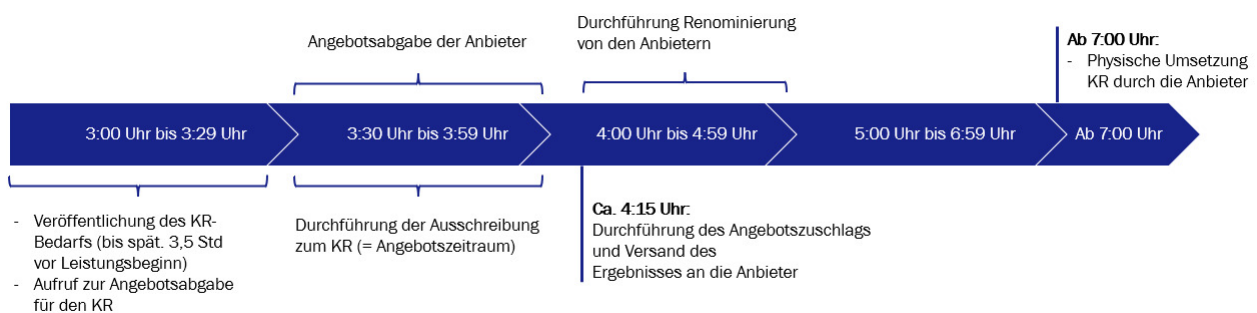 Angebotsabgabe der Anbieter
Durchführung Renominierung
von den Anbietern
Ab 7:00 Uhr:
- Physische Umsetzung
KR durch die Anbieter
3:00 Uhr bis 3:29 Uhr
3:30 Uhr bis 3:59 Uhr
4:00 Uhr bis 4:59 Uhr
5:00 Uhr bis 6:59 Uhr
Ab 7:00 Uhr
- Veröffentlichung des KR-
Bedarfs (bis spät. 3,5 Std
vor Leistungsbeginn)
- Aufruf zur Angebotsabgabe
für den KR
Durchführung der Ausschreibung
zum KR (= Angebotszeitraum)
Ca. 4:15 Uhr:
Durchführung des Angebotszuschlags
und Versand des
Ergebnisses an die Anbieter